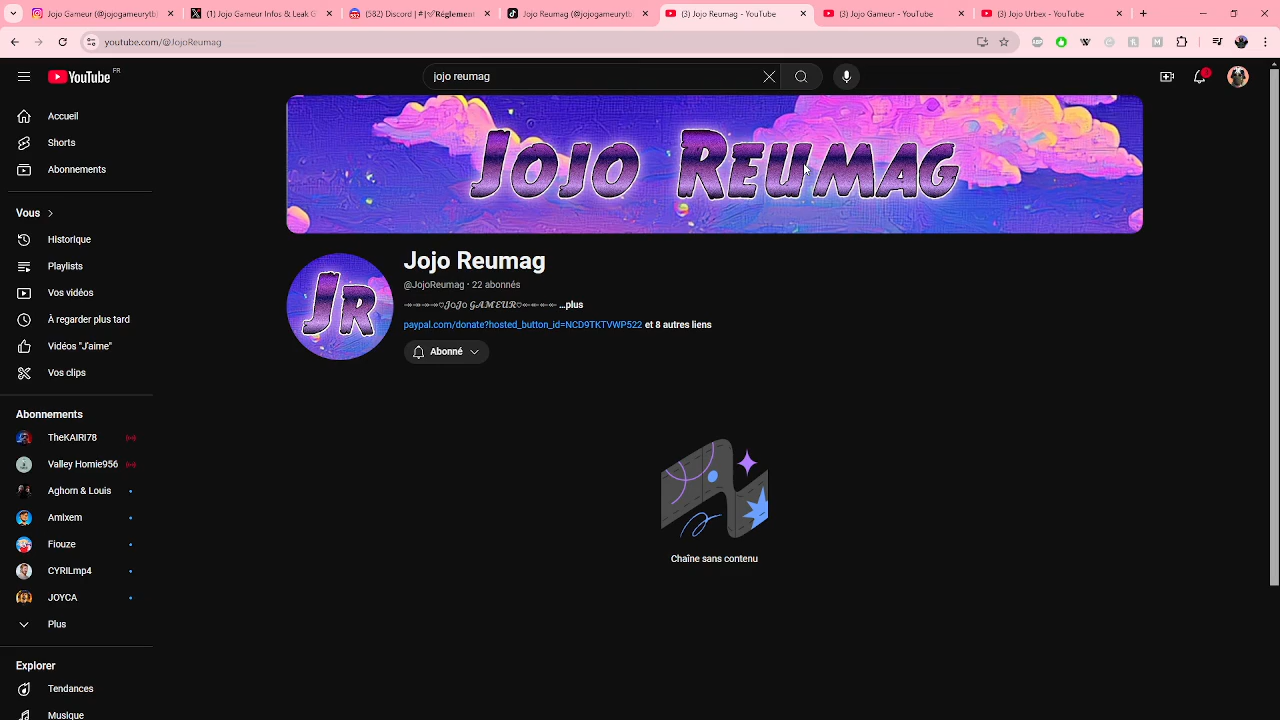 Jojo Gameur (@jojogameurytb
(1) Jojo Gameur Infos & Leak G
(582) Discord | #|✅Réglement
Jojo Reumag (@jojogameurytb
(3) Jojo Reumag - YouTube
(3) Jojo Gameur - YouTube
(3) Jojo Urbex - YouTube
youtube.com/@JojoReumag
YouTube FR
jojo reumag
Accueil
Shorts
Abonnements
Vous
Historique
Playlists
Vos vidéos
À regarder plus tard
Vidéos "J'aime"
Vos clips
Abonnements
TheKAIRI78
Valley Homie956
Aghorn & Louis
Amixem
Fiouze
CYRILmp4
JOYCA
Plus
Explorer
Tendances
Musique
Jojo Reumag
JR
Jojo Reumag
@JojoReumag · 22 abonnés
♡𝓙𝓞𝓙𝓞 𝓖𝓐𝓜𝓔𝓤𝓡♡ ...plus
paypal.com/donate?hosted_button_id=NCD9TKTVWP522 et 8 autres liens
Abonné
Chaîne sans contenu